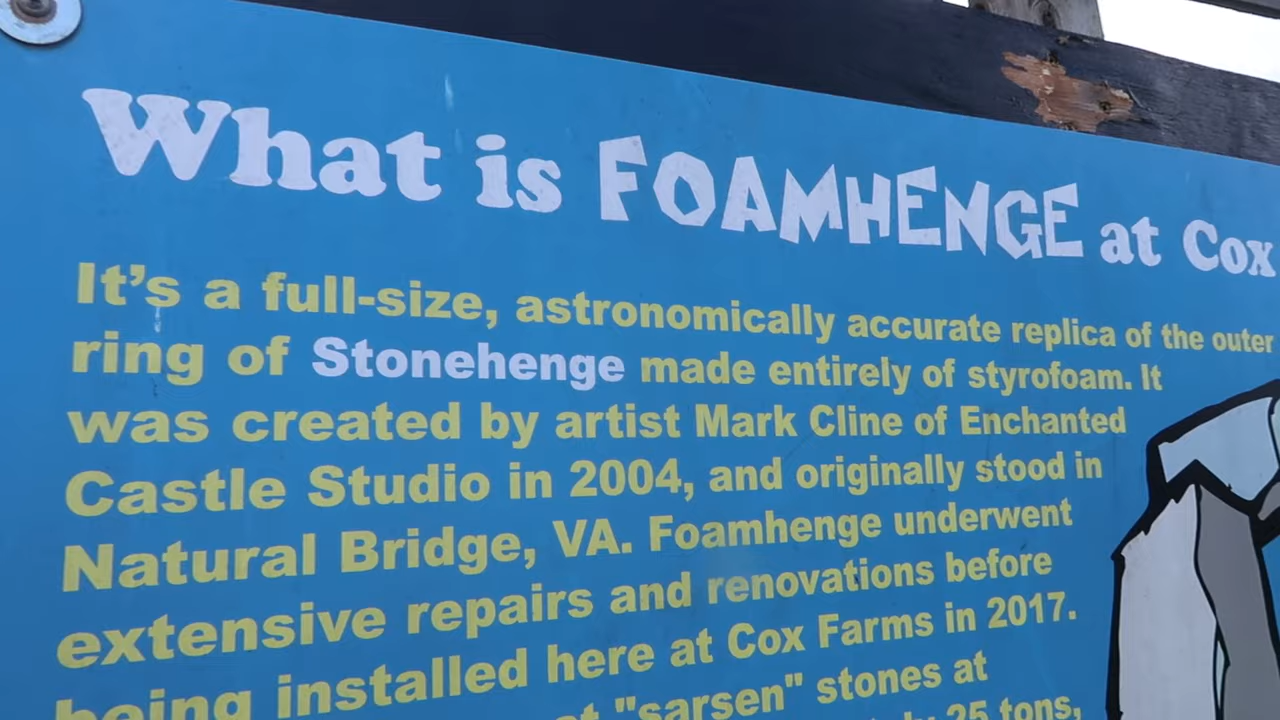 What is FOAMHENGE at Cox
It's a full-size, astronomically accurate replica of the outer
ring of Stonehenge made entirely of styrofoam. It
was created by artist Mark Cline of Enchanted
Castle Studio in 2004, and originally stood in
Natural Bridge, VA. Foamhenge underwent
extensive repairs and renovations before
being installed here at Cox Farms in 2017.
at "sarsen" stones at
25 tons,